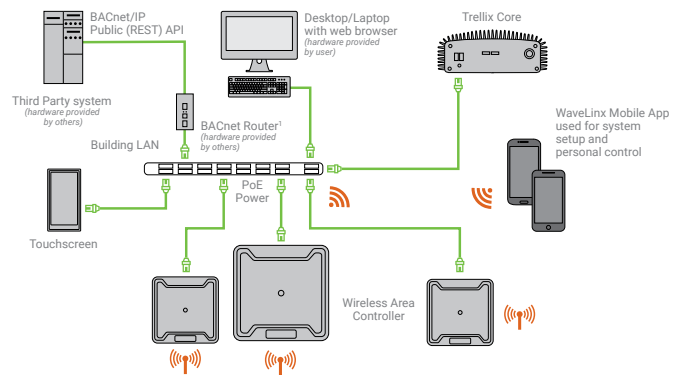 BACnet/IP
Public (REST) API
Desktop/Laptop
with web browser
(hardware provided
by user)
Trellix Core
Third Party system
(hardware provided
by others)
BACnet Router¹
(hardware provided
by others)
Building LAN
WaveLinx Mobile App
used for system
setup and
personal control
PoE
Power
Touchscreen
Wireless Area
Controller